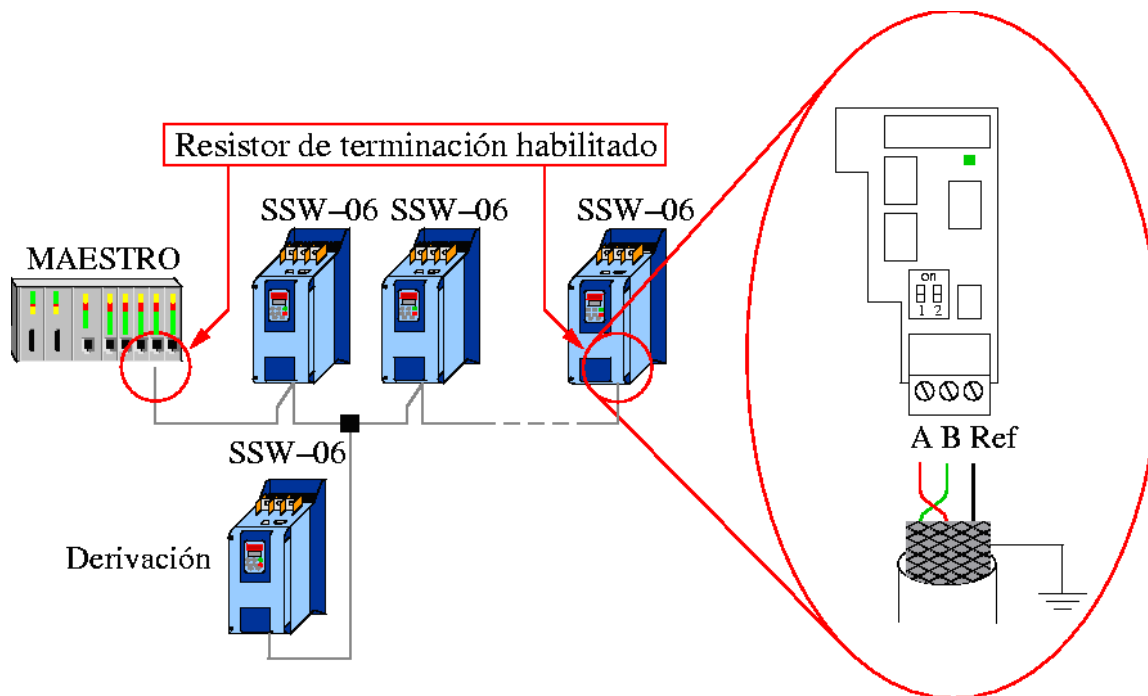 Resistor de terminación habilitado
SSW–06
SSW–06
SSW–06
MAESTRO
on
1 2
A B Ref
SSW–06
Derivación